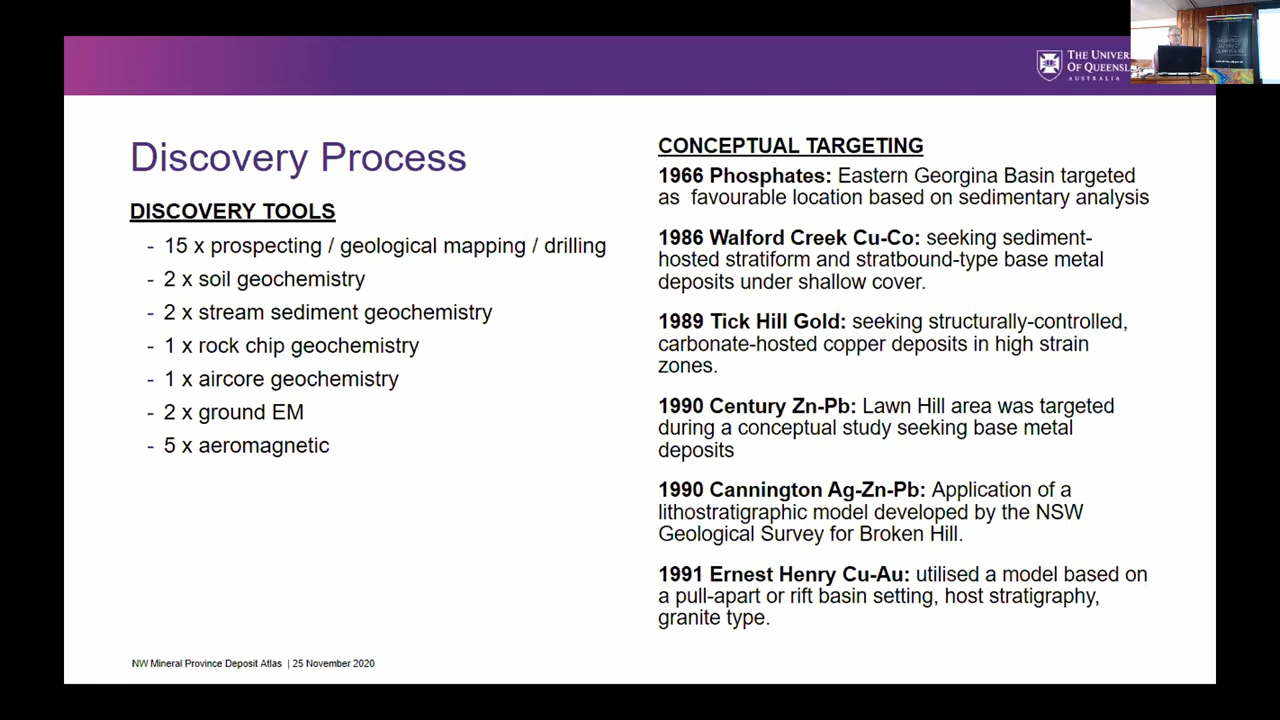 THE UNIVER
OF QUEENSL
AUSTRALIA
Discovery Process
DISCOVERY TOOLS
- 15 x prospecting / geological mapping / drilling
- 2 x soil geochemistry
- 2 x stream sediment geochemistry
- 1 x rock chip geochemistry
- 1 x aircore geochemistry
- 2 x ground EM
- 5 x aeromagnetic
CONCEPTUAL TARGETING
1966 Phosphates: Eastern Georgina Basin targeted
as favourable location based on sedimentary analysis
1986 Walford Creek Cu-Co: seeking sediment-
hosted stratiform and stratbound-type base metal
deposits under shallow cover.
1989 Tick Hill Gold: seeking structurally-controlled,
carbonate-hosted copper deposits in high strain
zones.
1990 Century Zn-Pb: Lawn Hill area was targeted
during a conceptual study seeking base metal
deposits
1990 Cannington Ag-Zn-Pb: Application of a
lithostratigraphic model developed by the NSW
Geological Survey for Broken Hill.
1991 Ernest Henry Cu-Au: utilised a model based on
a pull-apart or rift basin setting, host stratigraphy,
granite type.
NW Mineral Province Deposit Atlas | 25 November 2020